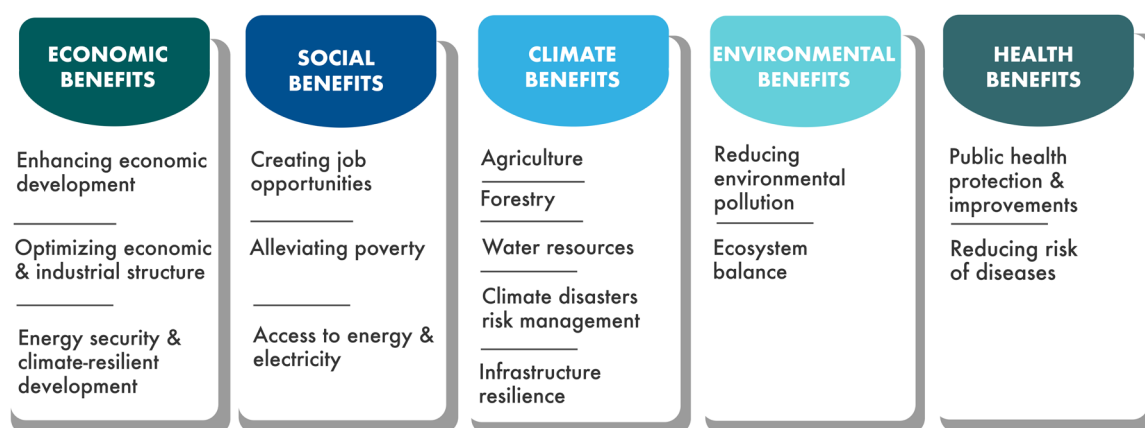 ECONOMIC
BENEFITS
Enhancing economic
development
Optimizing economic
& industrial structure
Energy security &
climate-resilient
development
SOCIAL
BENEFITS
Creating job
opportunities
Alleviating poverty
Access to energy &
electricity
CLIMATE
BENEFITS
Agriculture
Forestry
Water resources
Climate disasters
risk management
Infrastructure
resilience
ENVIRONMENTAL
BENEFITS
Reducing
environmental
pollution
Ecosystem
balance
HEALTH
BENEFITS
Public health
protection &
improvements
Reducing risk
of diseases